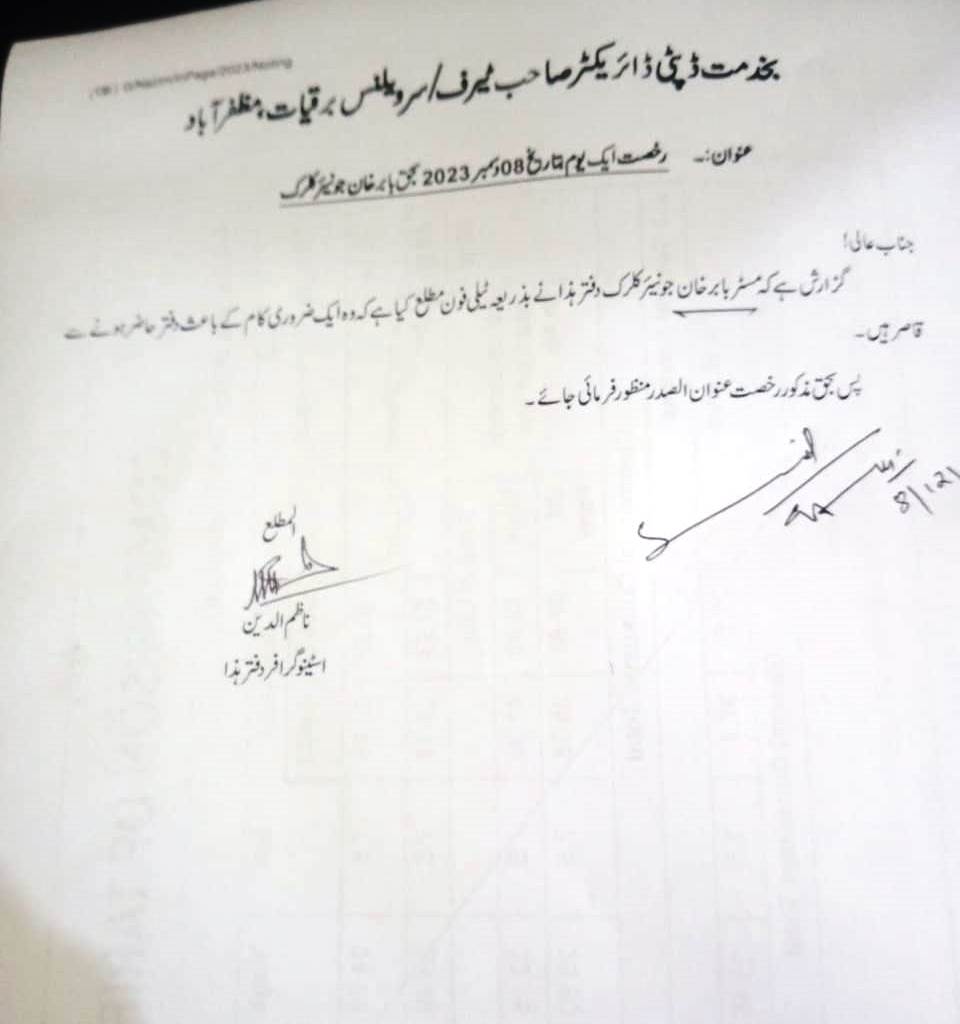 بخدمت ڈپٹی ڈائریکٹر صاحب ٹیرف/سرویلنس برقیات، مظفرآباد
عنوان:۔ رخصت ایک یوم بتاریخ 08 دسمبر 2023 بحق بابر خان جونیئر کلرک
جناب عالی!
گزارش ہے کہ مسٹر بابر خان جونیئر کلرک دفتر ہذا نے بذریعہ ٹیلی فون مطلع کیا ہے کہ وہ ایک ضروری کام کے باعث دفتر حاضر ہونے سے
قاصر ہیں۔
پس بحق مذکور رخصت عنوان الصدر منظور فرمائی جائے۔
8/12/
المطلع
ناظم الدین
اسٹینوگرافر دفتر ہذا